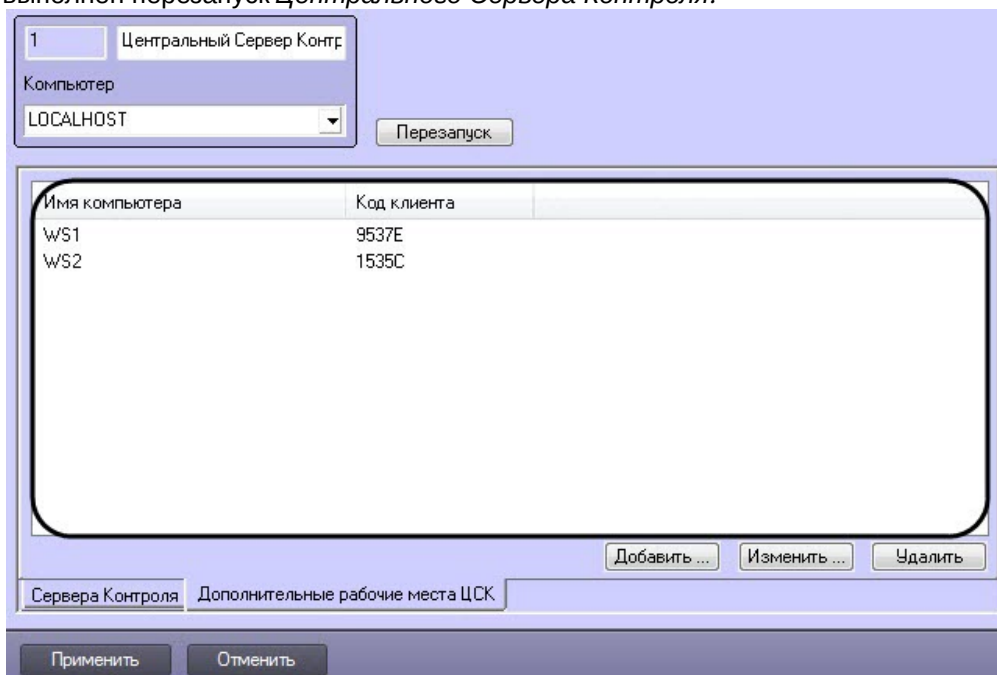 выполнен перезапуск Центрального Сервера Контроля.
1 Центральный Сервер Контр
Компьютер
LOCALHOST
Перезапуск
Имя компьютера Код клиента
WS1 9537E
WS2 1535C
Добавить ... Изменить ... Удалить
Сервера Контроля Дополнительные рабочие места ЦСК
Применить Отменить